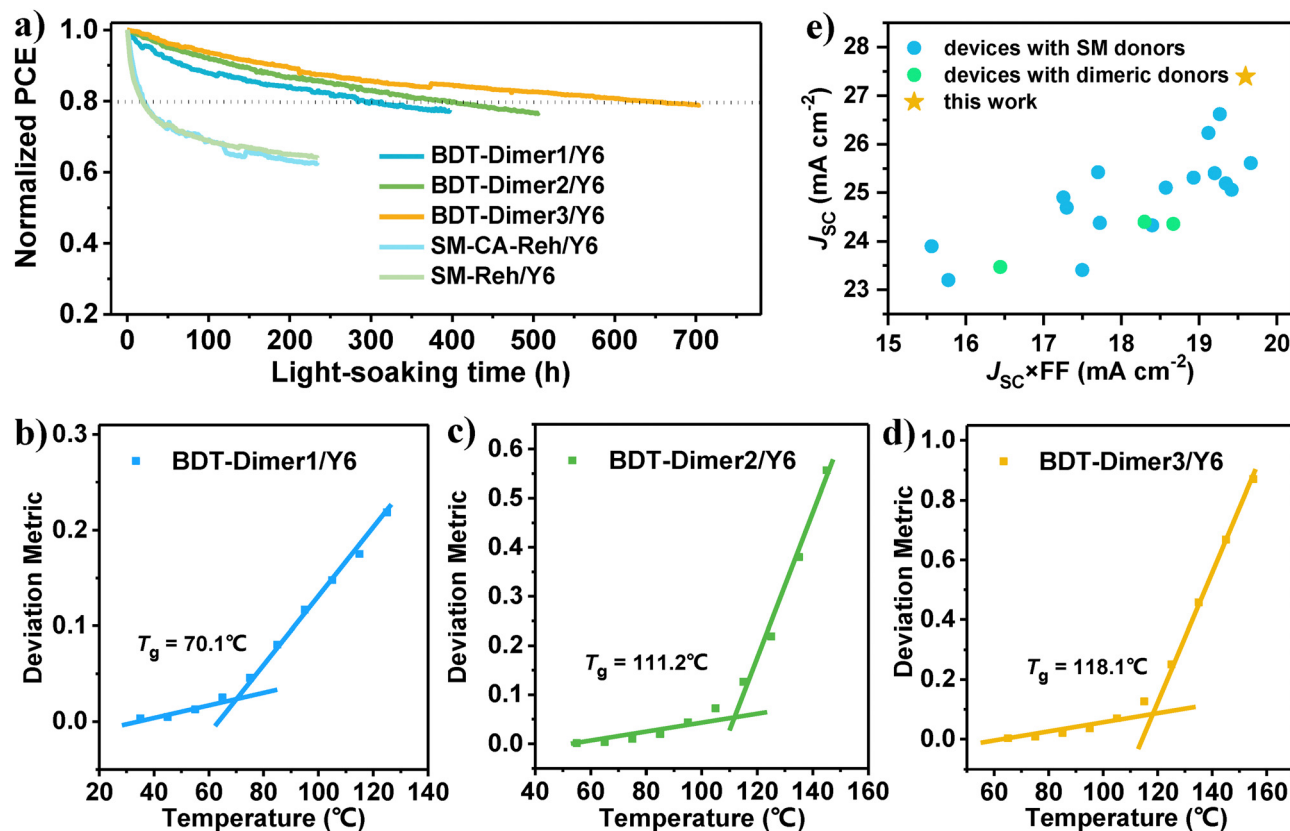 a)
Normalized PCE
1.0
0.8
0.6
0.4
0.2
BDT-Dimer1/Y6
BDT-Dimer2/Y6
BDT-Dimer3/Y6
SM-CA-Reh/Y6
SM-Reh/Y6
0 100 200 300 400 500 600 700
Light-soaking time (h)
e)
JSC (mA cm-2)
28
27
26
25
24
23
devices with SM donors
devices with dimeric donors
this work
15 16 17 18 19 20
JSC×FF (mA cm-2)
b)
Deviation Metric
0.3
0.2
0.1
0.0
BDT-Dimer1/Y6
Tg = 70.1℃
20 40 60 80 100 120 140
Temperature (℃)
c)
Deviation Metric
0.6
0.5
0.4
0.3
0.2
0.1
0.0
BDT-Dimer2/Y6
Tg = 111.2℃
40 60 80 100 120 140 160
Temperature (℃)
d)
Deviation Metric
1.0
0.8
0.6
0.4
0.2
0.0
BDT-Dimer3/Y6
Tg = 118.1℃
60 80 100 120 140 160
Temperature (℃)